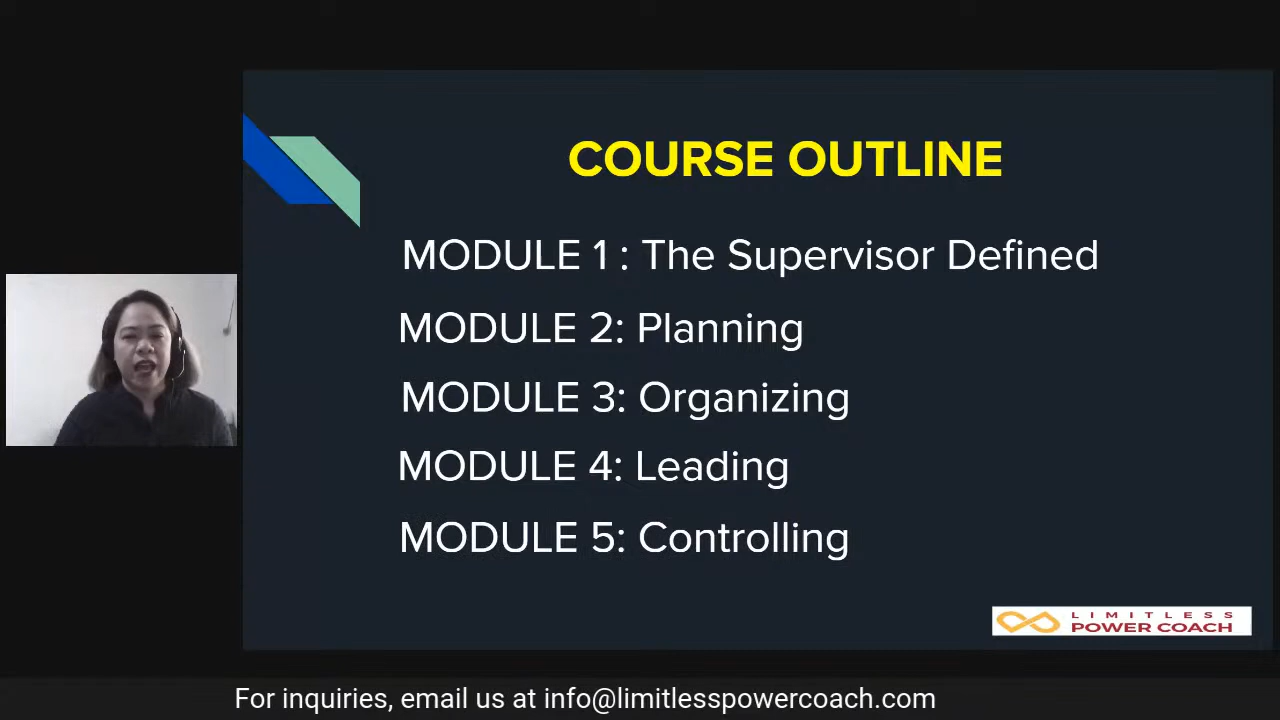 COURSE OUTLINE
MODULE 1 : The Supervisor Defined
MODULE 2: Planning
MODULE 3: Organizing
MODULE 4: Leading
MODULE 5: Controlling
LIMITLESS
POWER COACH
For inquiries, email us at info@limitlesspowercoach.com